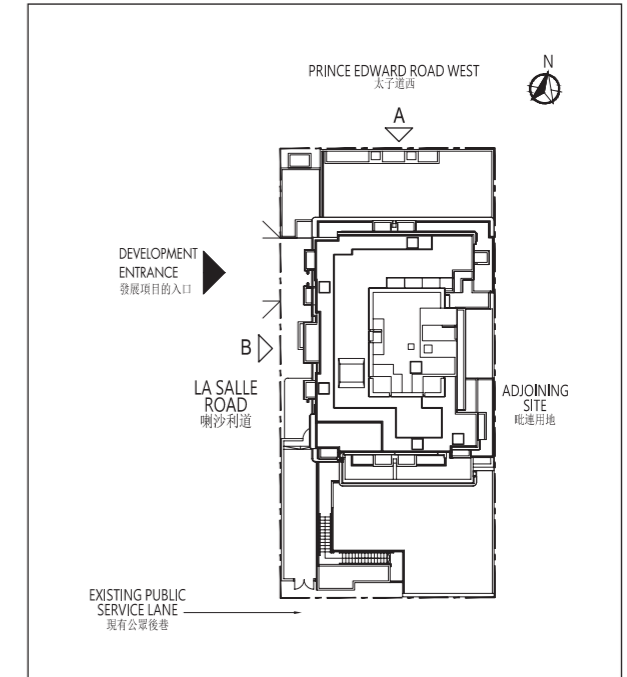 PRINCE EDWARD ROAD WEST
太子道西
N
A
DEVELOPMENT
ENTRANCE
發展項目的入口
B
LA SALLE
ROAD
喇沙利道
ADJOINING
SITE
毗連用地
EXISTING PUBLIC
SERVICE LANE
現有公眾後巷